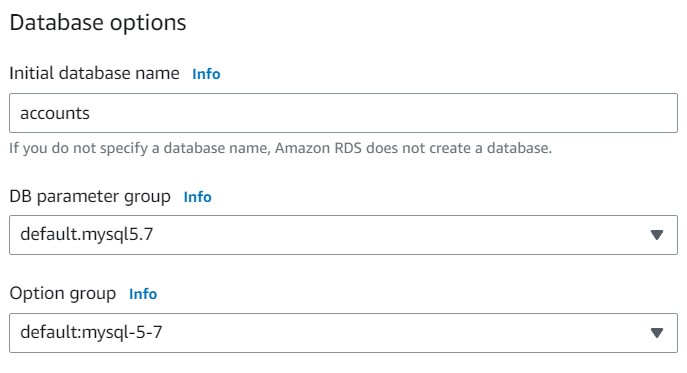 Database options
Initial database name Info
accounts
If you do not specify a database name, Amazon RDS does not create a database.
DB parameter group Info
default.mysql5.7
Option group Info
default:mysql-5-7